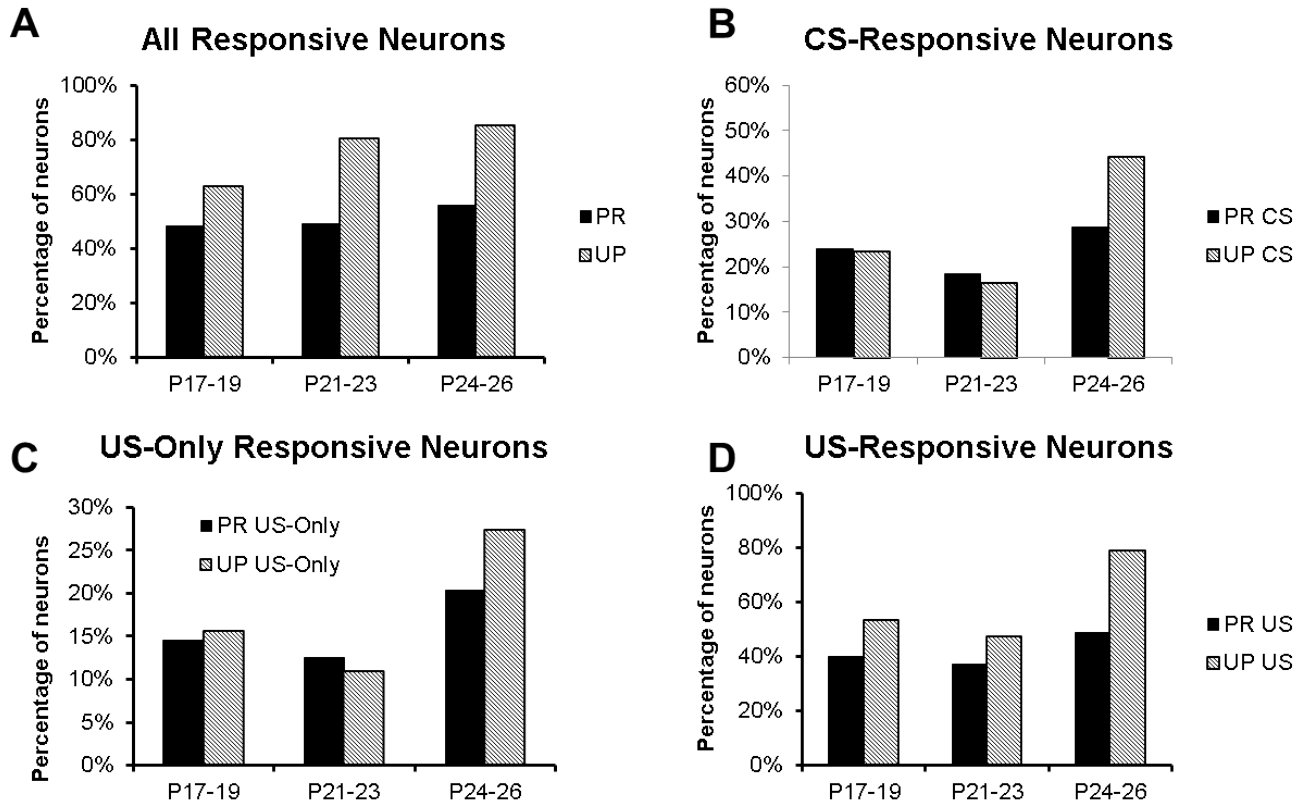 A
All Responsive Neurons
Percentage of neurons
100%
80%
60%
40%
20%
0%
P17-19
P21-23
P24-26
PR
UP
B
CS-Responsive Neurons
Percentage of neurons
60%
50%
40%
30%
20%
10%
0%
P17-19
P21-23
P24-26
PR CS
UP CS
C
US-Only Responsive Neurons
Percentage of neurons
30%
25%
20%
15%
10%
5%
0%
P17-19
P21-23
P24-26
PR US-Only
UP US-Only
D
US-Responsive Neurons
Percentage of neurons
100%
80%
60%
40%
20%
0%
P17-19
P21-23
P24-26
PR US
UP US